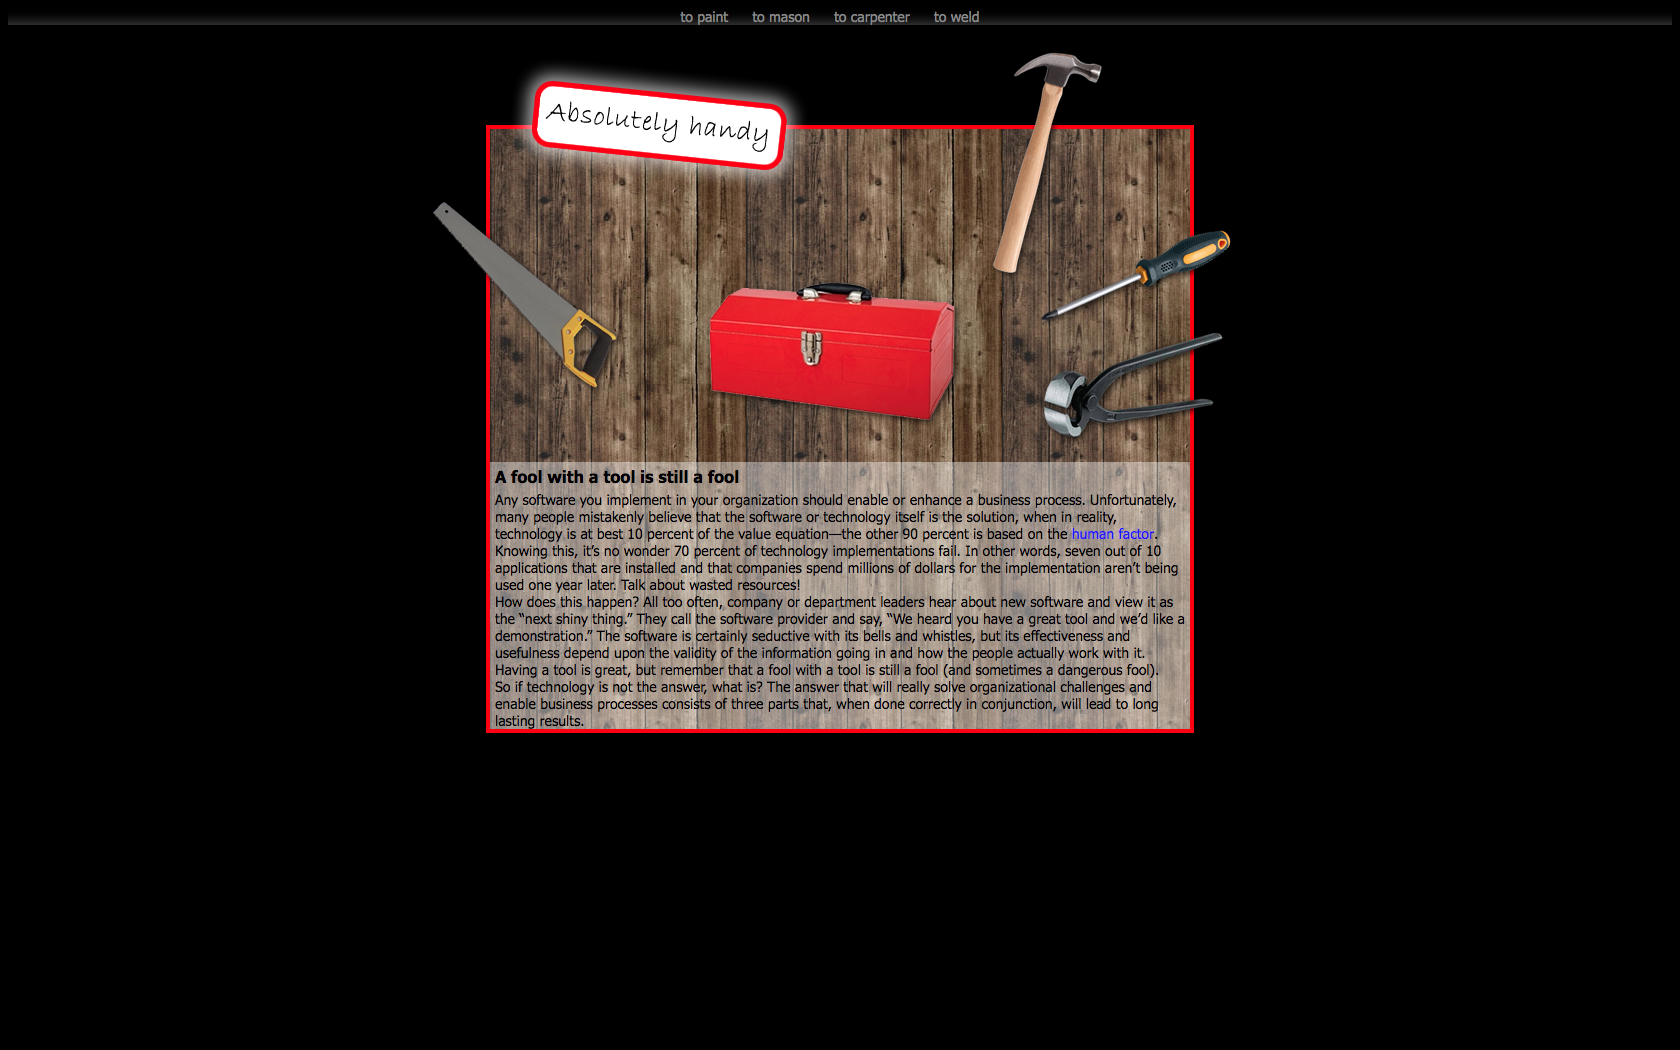 to paint to mason to carpenter to weld
Absolutely handy
A fool with a tool is still a fool
Any software you implement in your organization should enable or enhance a business process. Unfortunately,
many people mistakenly believe that the software or technology itself is the solution, when in reality,
technology is at best 10 percent of the value equation—the other 90 percent is based on the human factor.
Knowing this, it’s no wonder 70 percent of technology implementations fail. In other words, seven out of 10
applications that are installed and that companies spend millions of dollars for the implementation aren’t being
used one year later. Talk about wasted resources!
How does this happen? All too often, company or department leaders hear about new software and view it as
the “next shiny thing.” They call the software provider and say, “We heard you have a great tool and we’d like a
demonstration.” The software is certainly seductive with its bells and whistles, but its effectiveness and
usefulness depend upon the validity of the information going in and how the people actually work with it.
Having a tool is great, but remember that a fool with a tool is still a fool (and sometimes a dangerous fool).
So if technology is not the answer, what is? The answer that will really solve organizational challenges and
enable business processes consists of three parts that, when done correctly in conjunction, will lead to long
lasting results.